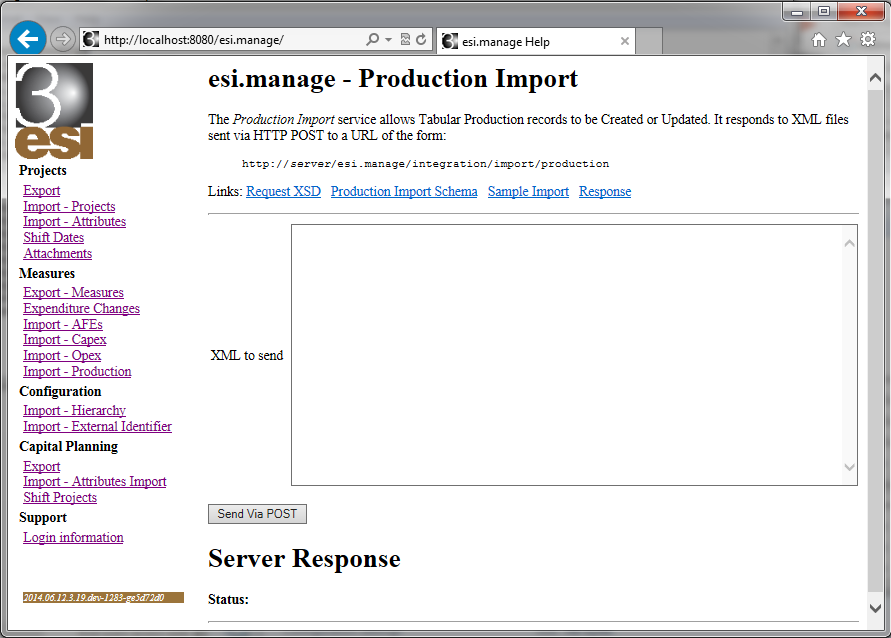 http://localhost:8080/esi.manage/
esi.manage Help
3
esi
Projects
Export
Import - Projects
Import - Attributes
Shift Dates
Attachments
Measures
Export - Measures
Expenditure Changes
Import - AFEs
Import - Capex
Import - Opex
Import - Production
Configuration
Import - Hierarchy
Import - External Identifier
Capital Planning
Export
Import - Attributes Import
Shift Projects
Support
Login information
2014.06.12.3.19.dev-1283-ge5d72d0
esi.manage - Production Import
The Production Import service allows Tabular Production records to be Created or Updated. It responds to XML files
sent via HTTP POST to a URL of the form:
http://server/esi.manage/integration/import/production
Links: Request XSD Production Import Schema Sample Import Response
XML to send
Send Via POST
Server Response
Status: